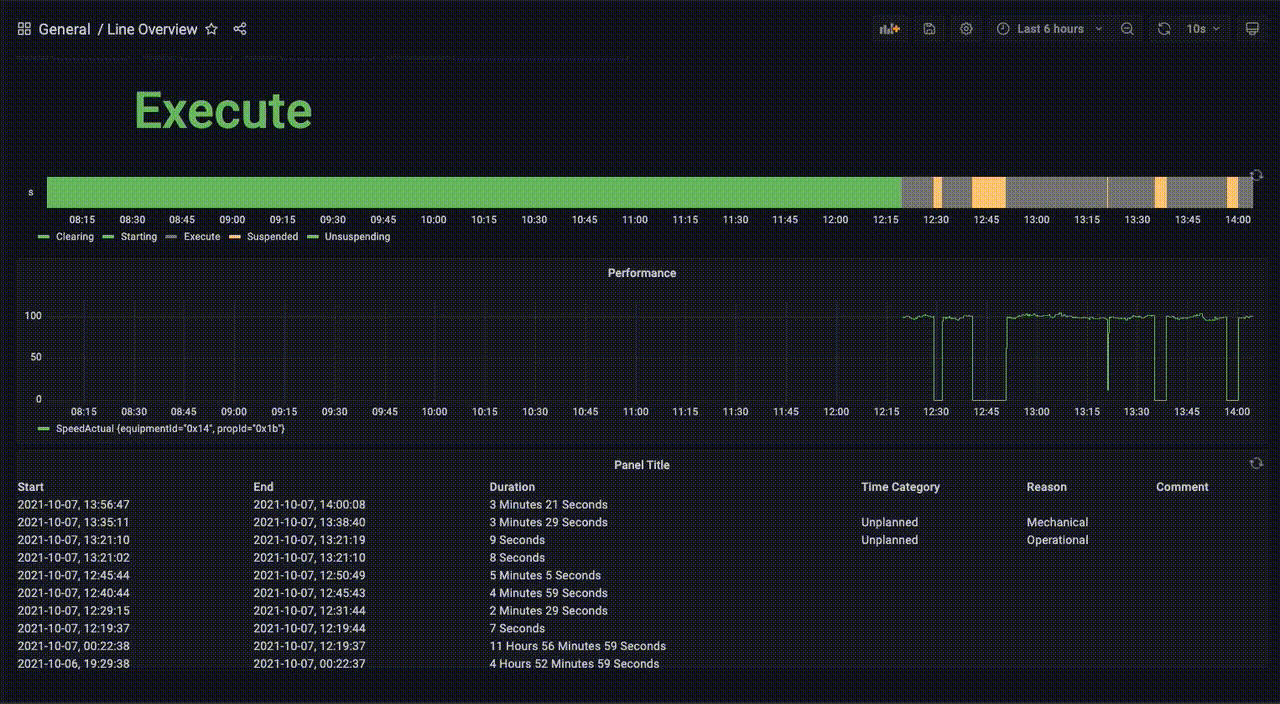 General / Line Overview Last 6 hours 10s
Execute
s
08:15 08:30 08:45 09:00 09:15 09:30 09:45 10:00 10:15 10:30 10:45 11:00 11:15 11:30 11:45 12:00 12:15 12:30 12:45 13:00 13:15 13:30 13:45 14:00
Clearing Starting Execute Suspended Unsuspending
Performance
100
50
0
08:15 08:30 08:45 09:00 09:15 09:30 09:45 10:00 10:15 10:30 10:45 11:00 11:15 11:30 11:45 12:00 12:15 12:30 12:45 13:00 13:15 13:30 13:45 14:00
SpeedActual {equipmentId="0x14", propId="0x1b"}
Panel Title
Start End Duration Time Category Reason Comment
2021-10-07, 13:56:47 2021-10-07, 14:00:08 3 Minutes 21 Seconds
2021-10-07, 13:35:11 2021-10-07, 13:38:40 3 Minutes 29 Seconds Unplanned Mechanical
2021-10-07, 13:21:10 2021-10-07, 13:21:19 9 Seconds Unplanned Operational
2021-10-07, 13:21:02 2021-10-07, 13:21:10 8 Seconds
2021-10-07, 12:45:44 2021-10-07, 12:50:49 5 Minutes 5 Seconds
2021-10-07, 12:40:44 2021-10-07, 12:45:43 4 Minutes 59 Seconds
2021-10-07, 12:29:15 2021-10-07, 12:31:44 2 Minutes 29 Seconds
2021-10-07, 12:19:37 2021-10-07, 12:19:44 7 Seconds
2021-10-07, 00:22:38 2021-10-07, 12:19:37 11 Hours 56 Minutes 59 Seconds
2021-10-06, 19:29:38 2021-10-07, 00:22:37 4 Hours 52 Minutes 59 Seconds